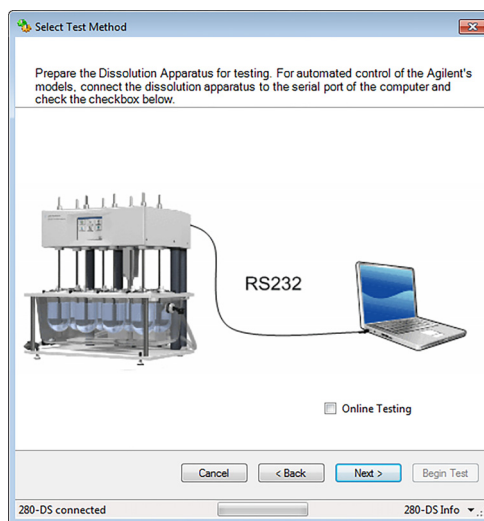 Select Test Method
Prepare the Dissolution Apparatus for testing. For automated control of the Agilent's
models, connect the dissolution apparatus to the serial port of the computer and
check the checkbox below.
RS232
Online Testing
Cancel
< Back
Next >
Begin Test
280-DS connected
280-DS Info